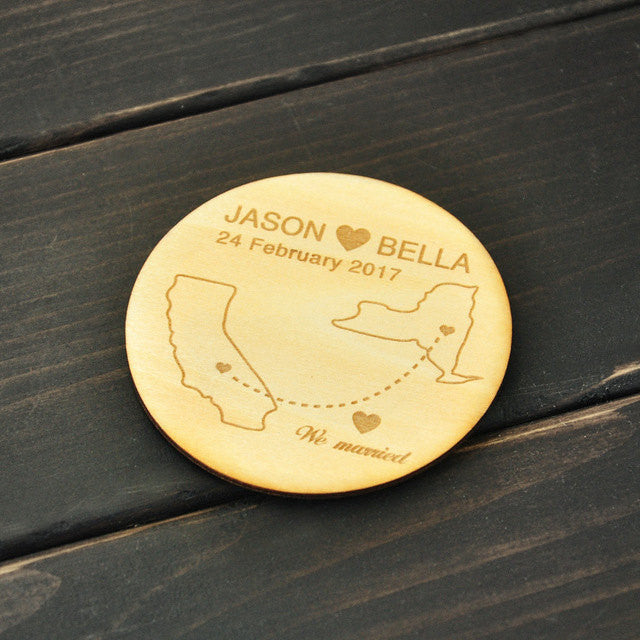 JASON BELLA
24 February 2017
We married